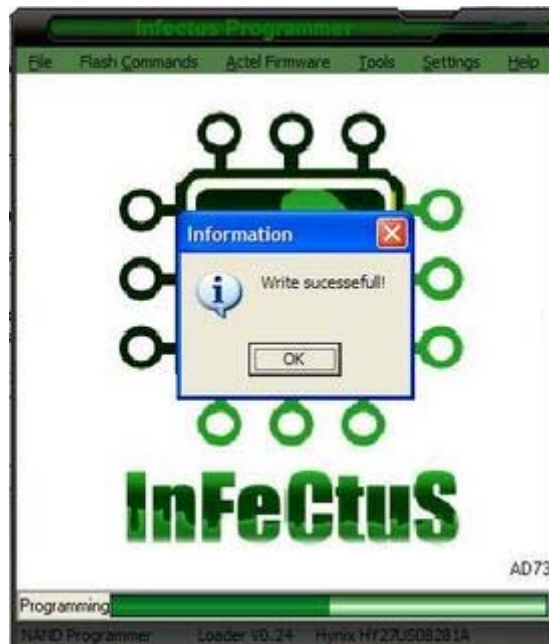 Infectus Programmer
File Flash Commands Actel Firmware Tools Settings Help
Information
Write sucessefull!
OK
InFeCtuS
AD73
Programming
NAND Programmer Loader V0.24 Hynix HY27US08281A